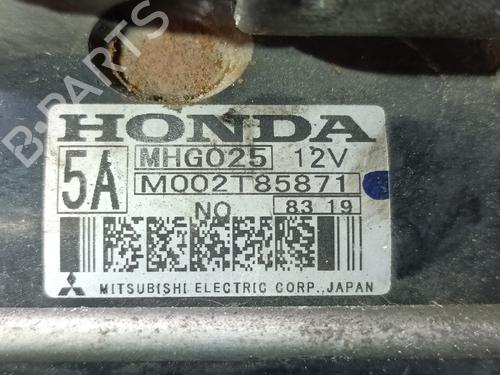 B-PARTS
HONDA
5A MHG025 12V
M002T85871
NO 83 19
MITSUBISHI ELECTRIC CORP., JAPAN